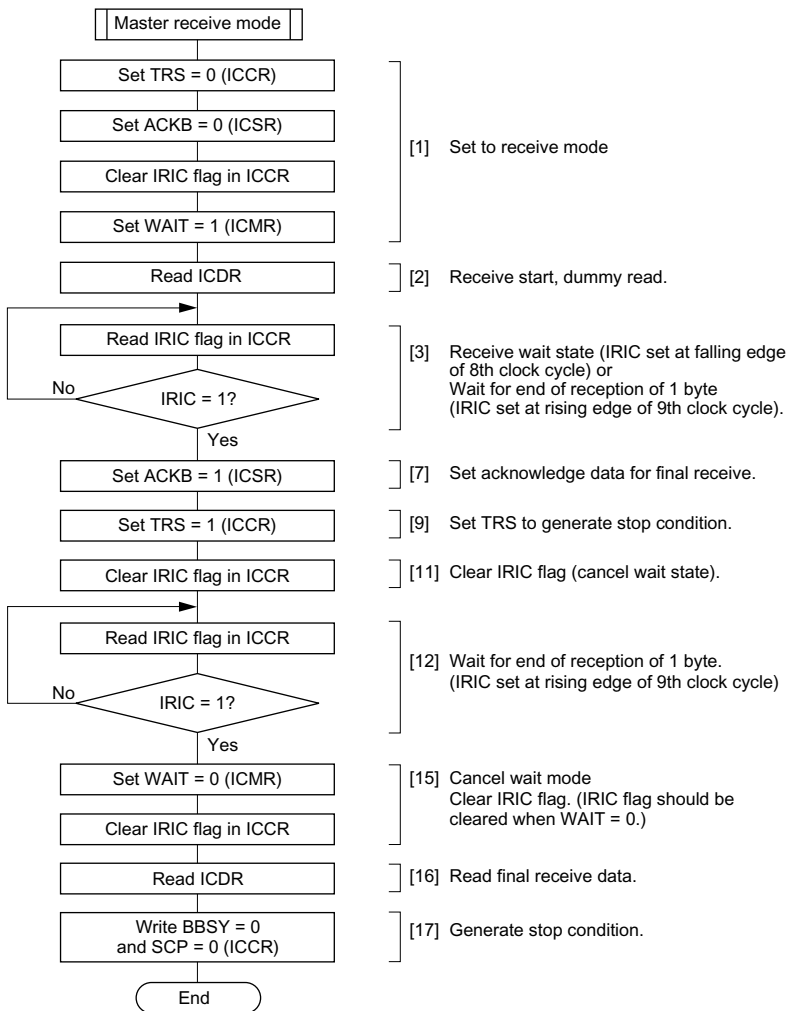 Master receive mode
Set TRS = 0 (ICCR)
Set ACKB = 0 (ICSR)
Clear IRIC flag in ICCR
Set WAIT = 1 (ICMR)
[1] Set to receive mode
Read ICDR
[2] Receive start, dummy read.
Read IRIC flag in ICCR
No
IRIC = 1?
Yes
[3] Receive wait state (IRIC set at falling edge
of 8th clock cycle) or
Wait for end of reception of 1 byte
(IRIC set at rising edge of 9th clock cycle).
Set ACKB = 1 (ICSR)
[7] Set acknowledge data for final receive.
Set TRS = 1 (ICCR)
[9] Set TRS to generate stop condition.
Clear IRIC flag in ICCR
[11] Clear IRIC flag (cancel wait state).
Read IRIC flag in ICCR
No
IRIC = 1?
Yes
[12] Wait for end of reception of 1 byte.
(IRIC set at rising edge of 9th clock cycle)
Set WAIT = 0 (ICMR)
Clear IRIC flag in ICCR
[15] Cancel wait mode
Clear IRIC flag. (IRIC flag should be
cleared when WAIT = 0.)
Read ICDR
[16] Read final receive data.
Write BBSY = 0
and SCP = 0 (ICCR)
[17] Generate stop condition.
End